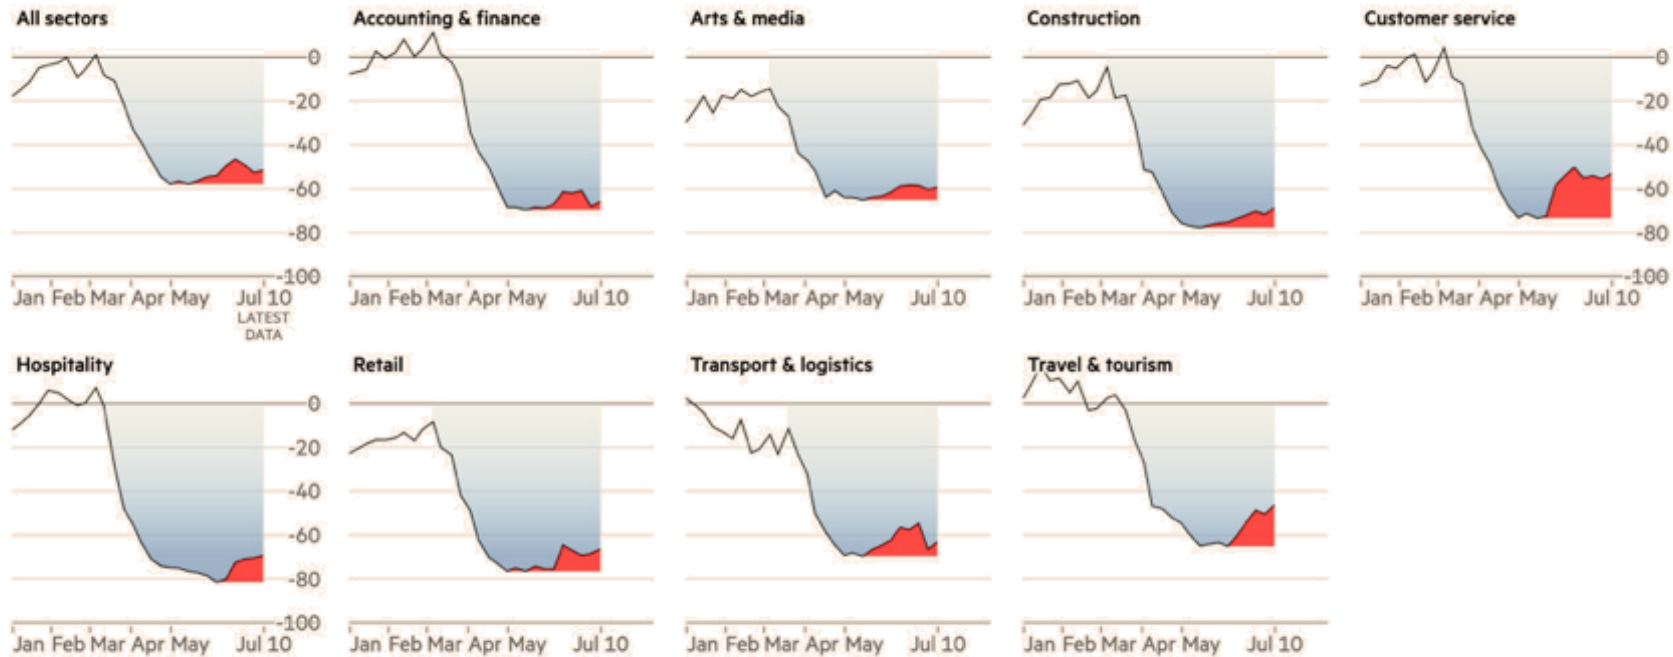 All sectors
Accounting & finance
Arts & media
Construction
Customer service
0
-20
-40
-60
-80
-100
0
-20
-40
-60
-80
-100
Jan Feb Mar Apr May Jul 10
LATEST
DATA
Jan Feb Mar Apr May Jul 10
Jan Feb Mar Apr May Jul 10
Jan Feb Mar Apr May Jul 10
Jan Feb Mar Apr May Jul 10
Hospitality
Retail
Transport & logistics
Travel & tourism
0
-20
-40
-60
-80
-100
Jan Feb Mar Apr May Jul 10
Jan Feb Mar Apr May Jul 10
Jan Feb Mar Apr May Jul 10
Jan Feb Mar Apr May Jul 10